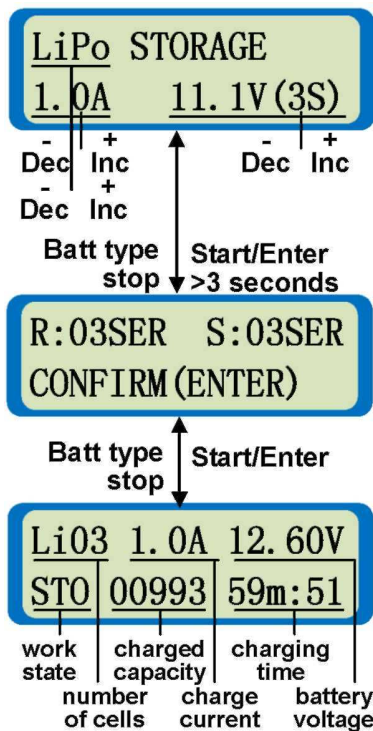 LiPo STORAGE
1.0A 11.1V(3S)
- + - +
Dec Inc Dec Inc
- +
Dec Inc
Batt type Start/Enter
stop >3 seconds
R:03SER S:03SER
CONFIRM(ENTER)
Batt type Start/Enter
stop
Li03 1.0A 12.60V
STO 00993 59m:51
work charged charging
state capacity time
number charge battery
of cells current voltage